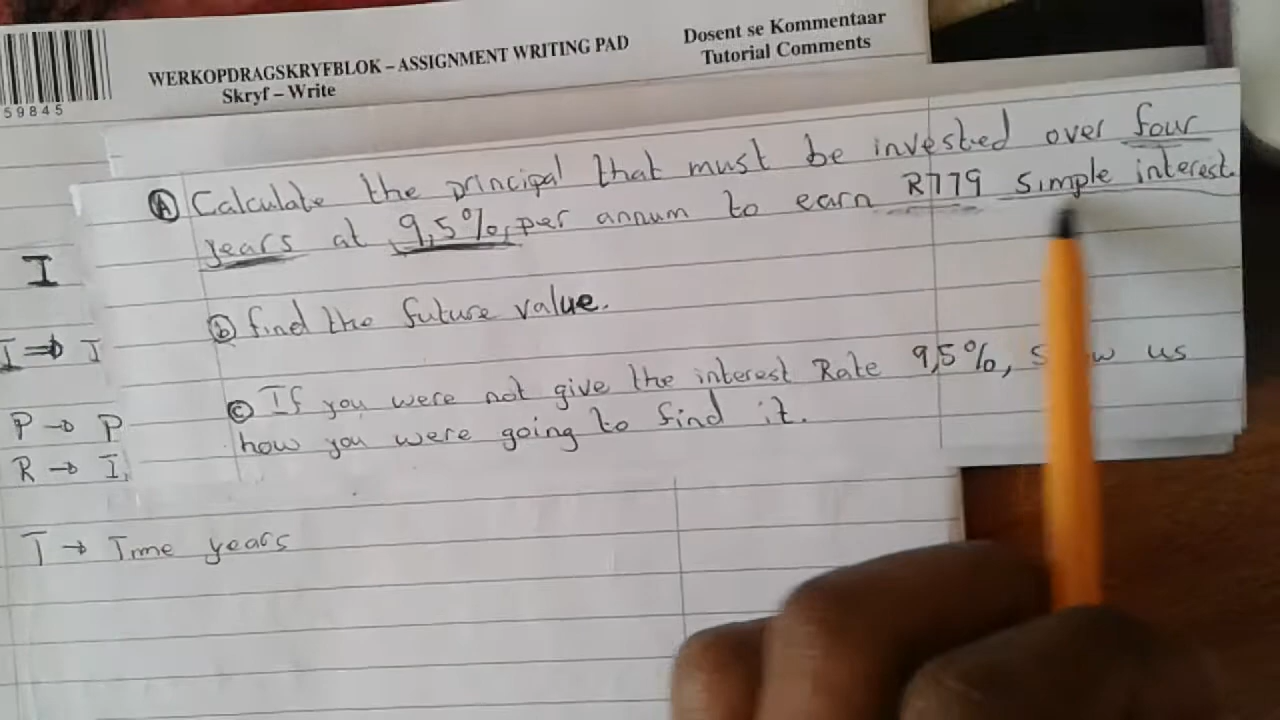 59845
WERKOPDRAGSKRYFBLOK – ASSIGNMENT WRITING PAD
Skryf – Write
Dosent se Kommentaar
Tutorial Comments
A Calculate the principal that must be invested over four
years at 9,5%, per annum to earn R779 simple interest.
b find the future value.
c If you were not give the interest Rate 9,5%, us
how you were going to find it.
I
I ⇒ I
P → P
R → I
T → Time years